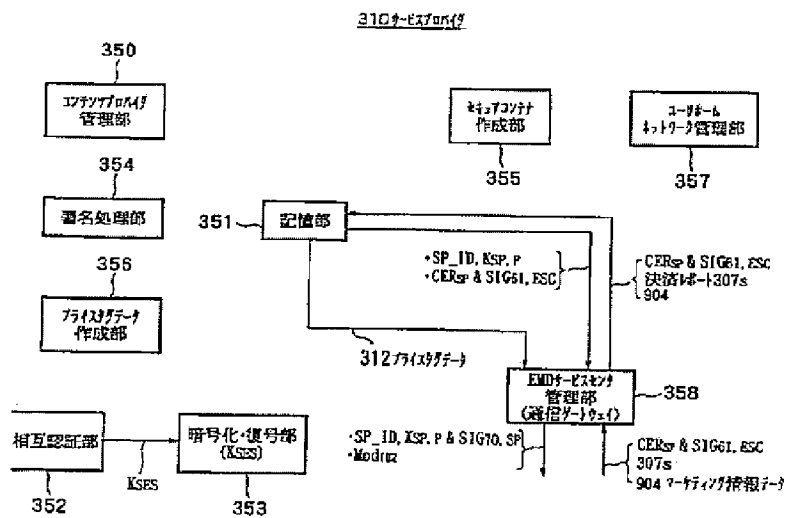 310 サービスプロバイダ
350
コンテンツプロバイダ
管理部
セキュアコンテナ
作成部
355
ユーザホーム
ネットワーク管理部
357
354
署名処理部
351
記憶部
・SP_ID, KSP, P
・CERSP & SIG61, ESC
CERSP & SIG61, ESC
決済レポート307s
904
356
プライスタグデータ
作成部
312プライスタグデータ
EMDサービスセンタ
管理部
(通信ゲートウェイ)
358
相互認証部
352
KSES
暗号化・復号部
(KSES)
353
・SP_ID, KSP, P & SIG70, SP
・Mod102
CERSP & SIG61, ESC
307s
904 マーケティング情報データ